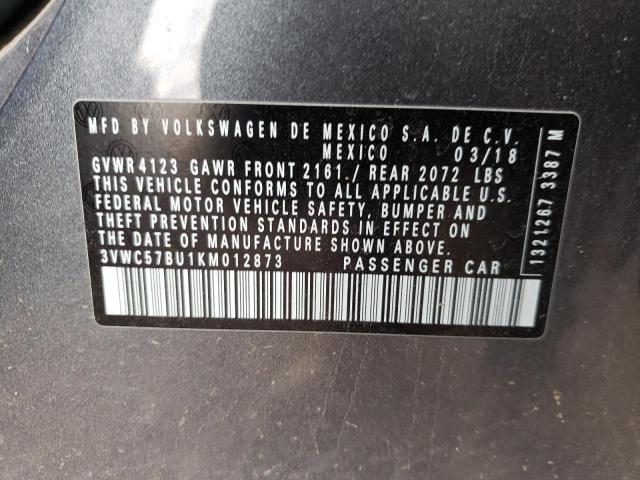 MFD BY VOLKSWAGEN DE MEXICO S.A. DE C.V.
MEXICO 03/18
GVWR 4123 GAWR FRONT 2161./ REAR 2072 LBS
THIS VEHICLE CONFORMS TO ALL APPLICABLE U.S.
FEDERAL MOTOR VEHICLE SAFETY, BUMPER AND
THEFT PREVENTION STANDARDS IN EFFECT ON
THE DATE OF MANUFACTURE SHOWN ABOVE.
3VWC57BU1KM012873 PASSENGER CAR
1321267 3387 M